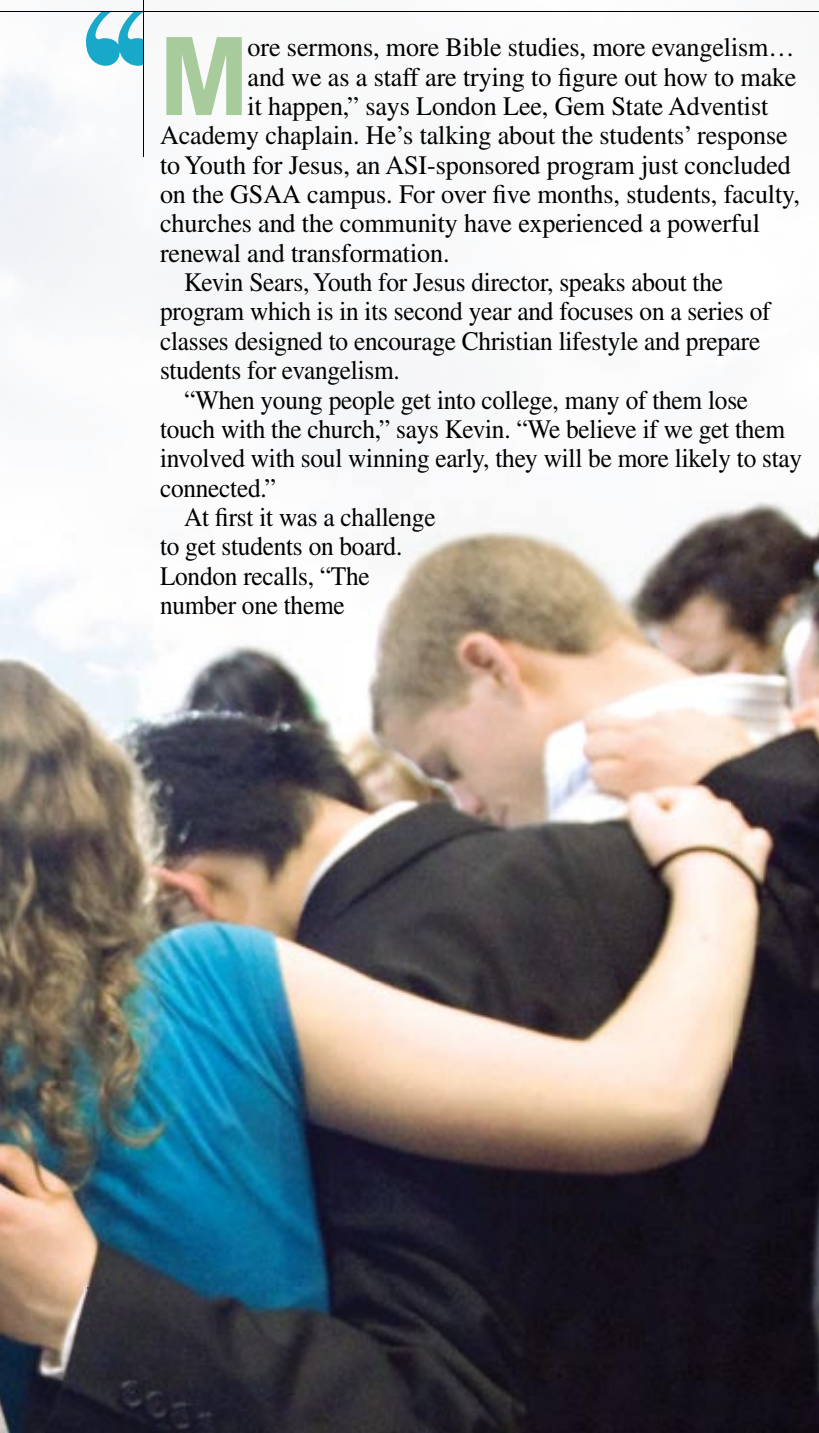 “More sermons, more Bible studies, more evangelism…
and we as a staff are trying to figure out how to make
it happen,” says London Lee, Gem State Adventist
Academy chaplain. He’s talking about the students’ response
to Youth for Jesus, an ASI-sponsored program just concluded
on the GSAA campus. For over five months, students, faculty,
churches and the community have experienced a powerful
renewal and transformation.
Kevin Sears, Youth for Jesus director, speaks about the
program which is in its second year and focuses on a series of
classes designed to encourage Christian lifestyle and prepare
students for evangelism.
“When young people get into college, many of them lose
touch with the church,” says Kevin. “We believe if we get them
involved with soul winning early, they will be more likely to stay
connected.”
At first it was a challenge
to get students on board.
London recalls, “The
number one theme